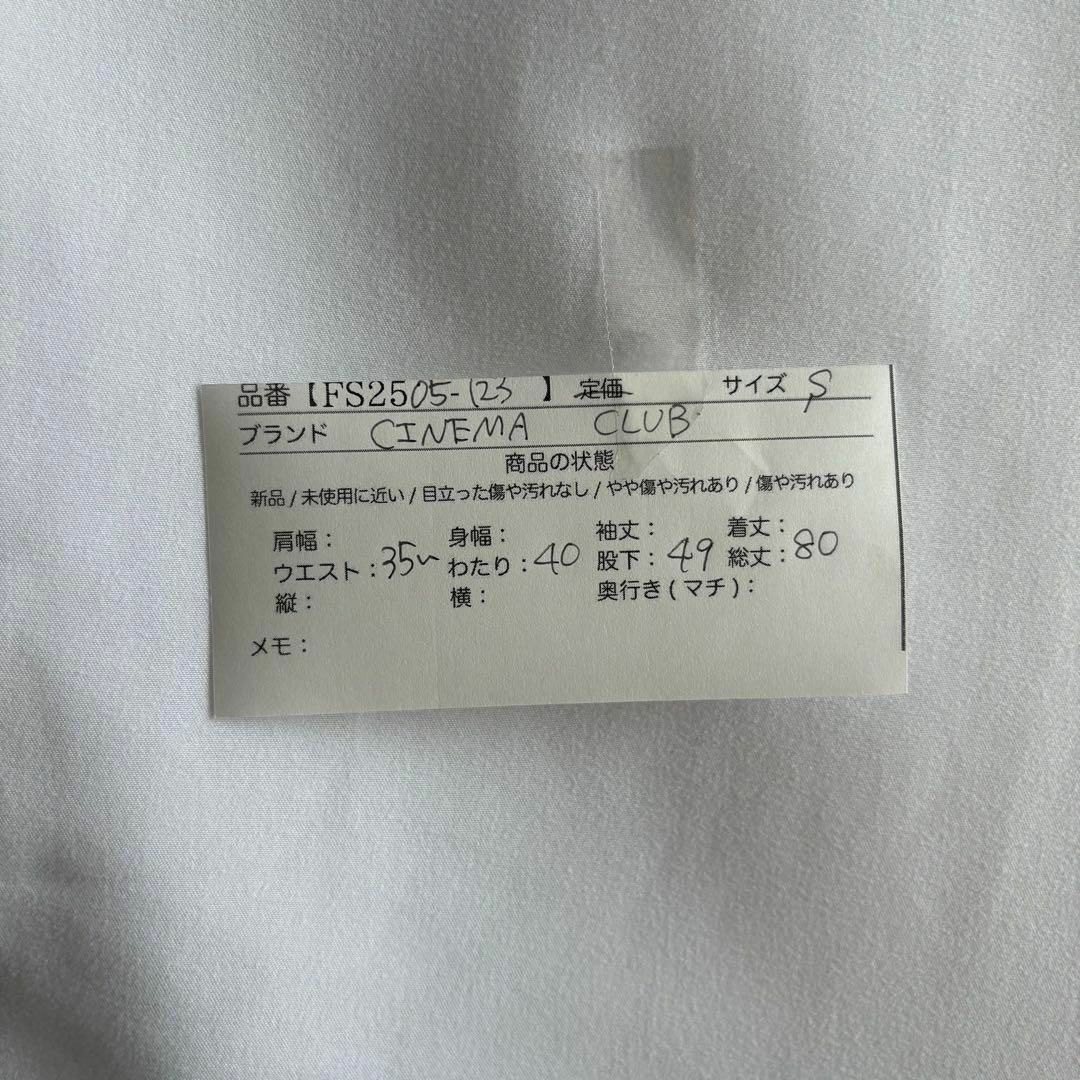 品番【FS2505-123 】 定価 サイズ S
ブランド CINEMA CLUB
商品の状態
新品 / 未使用に近い / 目立った傷や汚れなし / やや傷や汚れあり / 傷や汚れあり
肩幅： 身幅： 袖丈： 着丈：
ウエスト：35〜 わたり：40 股下：49 総丈：80
縦： 横： 奥行き ( マチ )：
メモ：